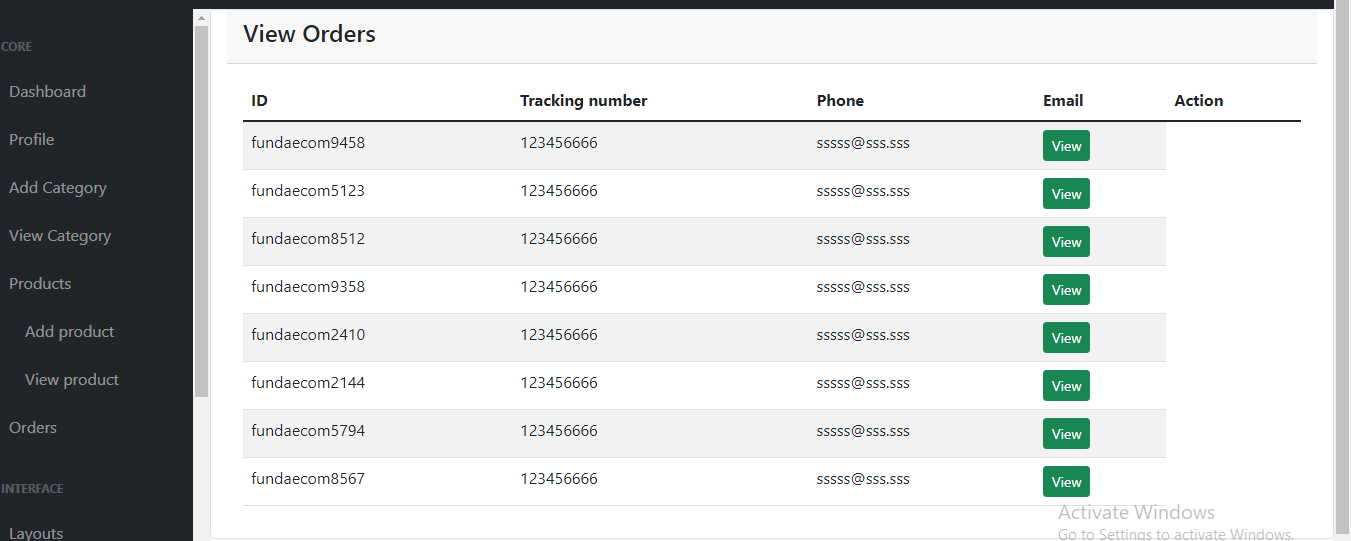 CORE
Dashboard
Profile
Add Category
View Category
Products
Add product
View product
Orders
INTERFACE
Layouts
View Orders
ID Tracking number Phone Email Action
fundaecom9458 123456666 sssss@sss.sss View
fundaecom5123 123456666 sssss@sss.sss View
fundaecom8512 123456666 sssss@sss.sss View
fundaecom9358 123456666 sssss@sss.sss View
fundaecom2410 123456666 sssss@sss.sss View
fundaecom2144 123456666 sssss@sss.sss View
fundaecom5794 123456666 sssss@sss.sss View
fundaecom8567 123456666 sssss@sss.sss View
Activate Windows
Go to Settings to activate Windows.